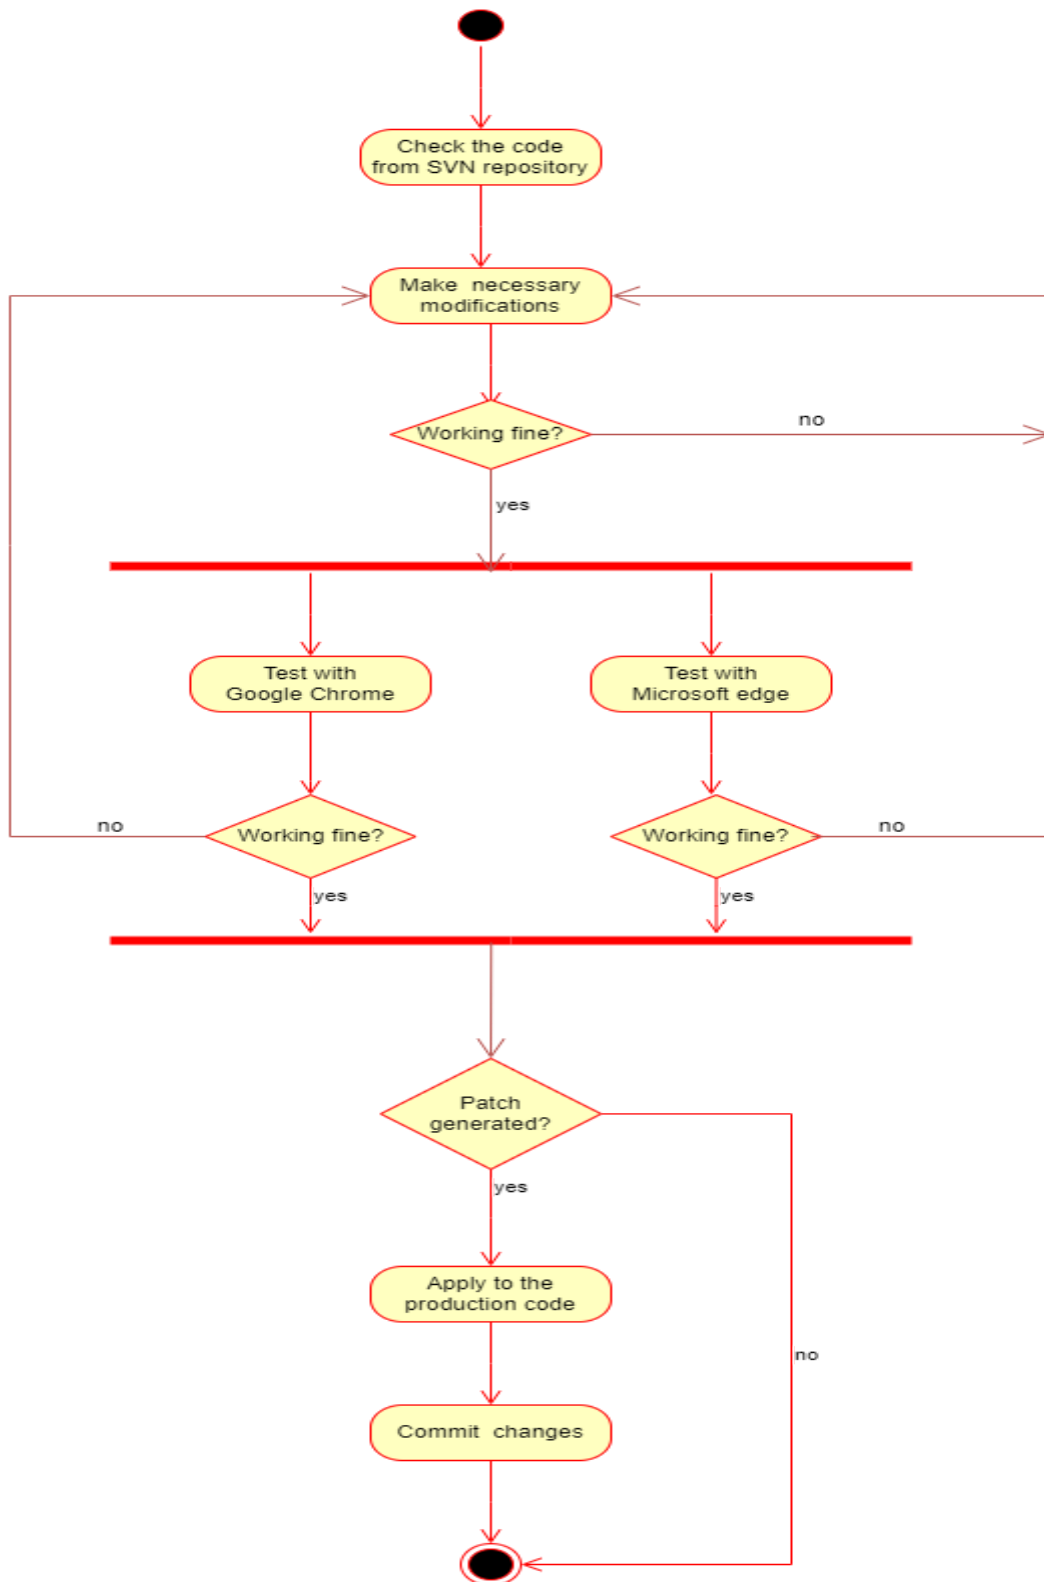 Check the code
from SVN repository
Make necessary
modifications
Working fine?
no
yes
Test with
Google Chrome
Test with
Microsoft edge
Working fine?
no
yes
Working fine?
no
yes
Patch
generated?
yes
no
Apply to the
production code
Commit changes